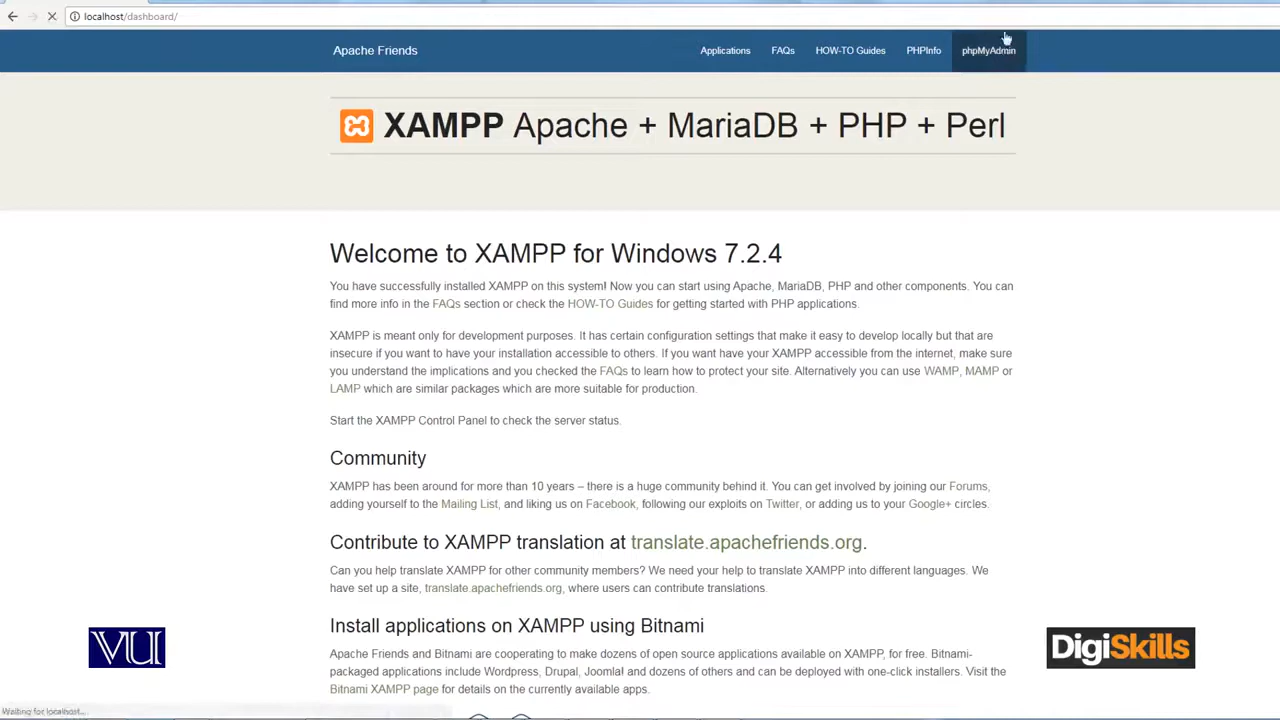 localhost/dashboard/
Apache Friends
Applications
FAQs
HOW-TO Guides
PHPInfo
phpMyAdmin
XAMPP Apache + MariaDB + PHP + Perl
Welcome to XAMPP for Windows 7.2.4
You have successfully installed XAMPP on this system! Now you can start using Apache, MariaDB, PHP and other components. You can
find more info in the FAQs section or check the HOW-TO Guides for getting started with PHP applications.
XAMPP is meant only for development purposes. It has certain configuration settings that make it easy to develop locally but that are
insecure if you want to have your installation accessible to others. If you want have your XAMPP accessible from the internet, make sure
you understand the implications and you checked the FAQs to learn how to protect your site. Alternatively you can use WAMP, MAMP or
LAMP which are similar packages which are more suitable for production.
Start the XAMPP Control Panel to check the server status.
Community
XAMPP has been around for more than 10 years – there is a huge community behind it. You can get involved by joining our Forums,
adding yourself to the Mailing List, and liking us on Facebook, following our exploits on Twitter, or adding us to your Google+ circles.
Contribute to XAMPP translation at translate.apachefriends.org.
Can you help translate XAMPP for other community members? We need your help to translate XAMPP into different languages. We
have set up a site, translate.apachefriends.org, where users can contribute translations.
Install applications on XAMPP using Bitnami
Apache Friends and Bitnami are cooperating to make dozens of open source applications available on XAMPP, for free. Bitnami-
packaged applications include Wordpress, Drupal, Joomla! and dozens of others and can be deployed with one-click installers. Visit the
Bitnami XAMPP page for details on the currently available apps.
VU
DigiSkills
Waiting for localhost...